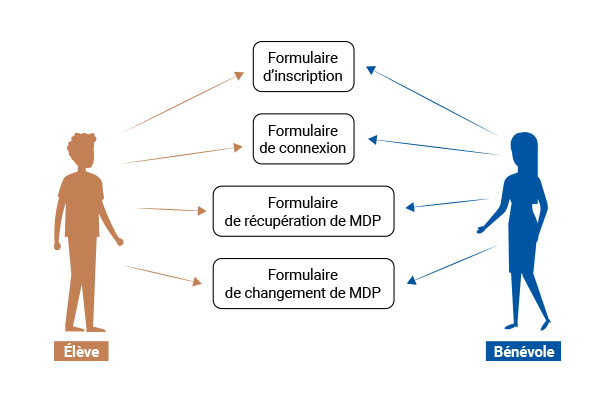 Formulaire
d’inscription
Formulaire
de connexion
Formulaire
de récupération de MDP
Formulaire
de changement de MDP
Élève
Bénévole